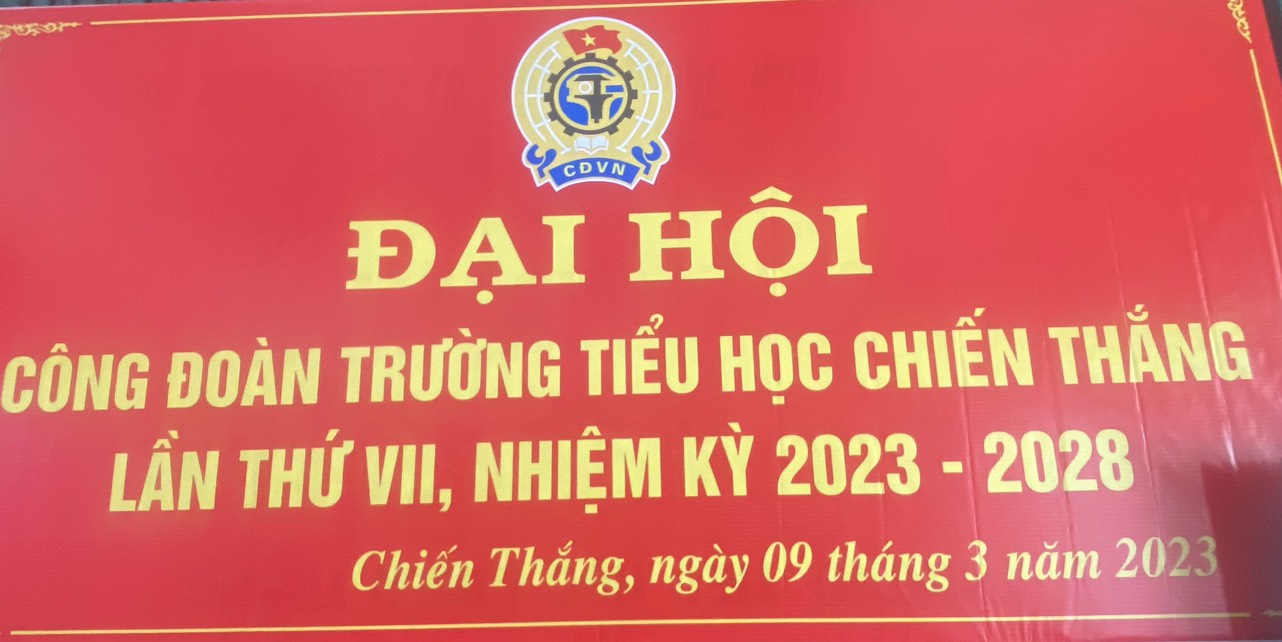 CĐVN
ĐẠI HỘI
CÔNG ĐOÀN TRƯỜNG TIỂU HỌC CHIẾN THẮNG
LẦN THỨ VII, NHIỆM KỲ 2023 - 2028
Chiến Thắng, ngày 09 tháng 3 năm 2023